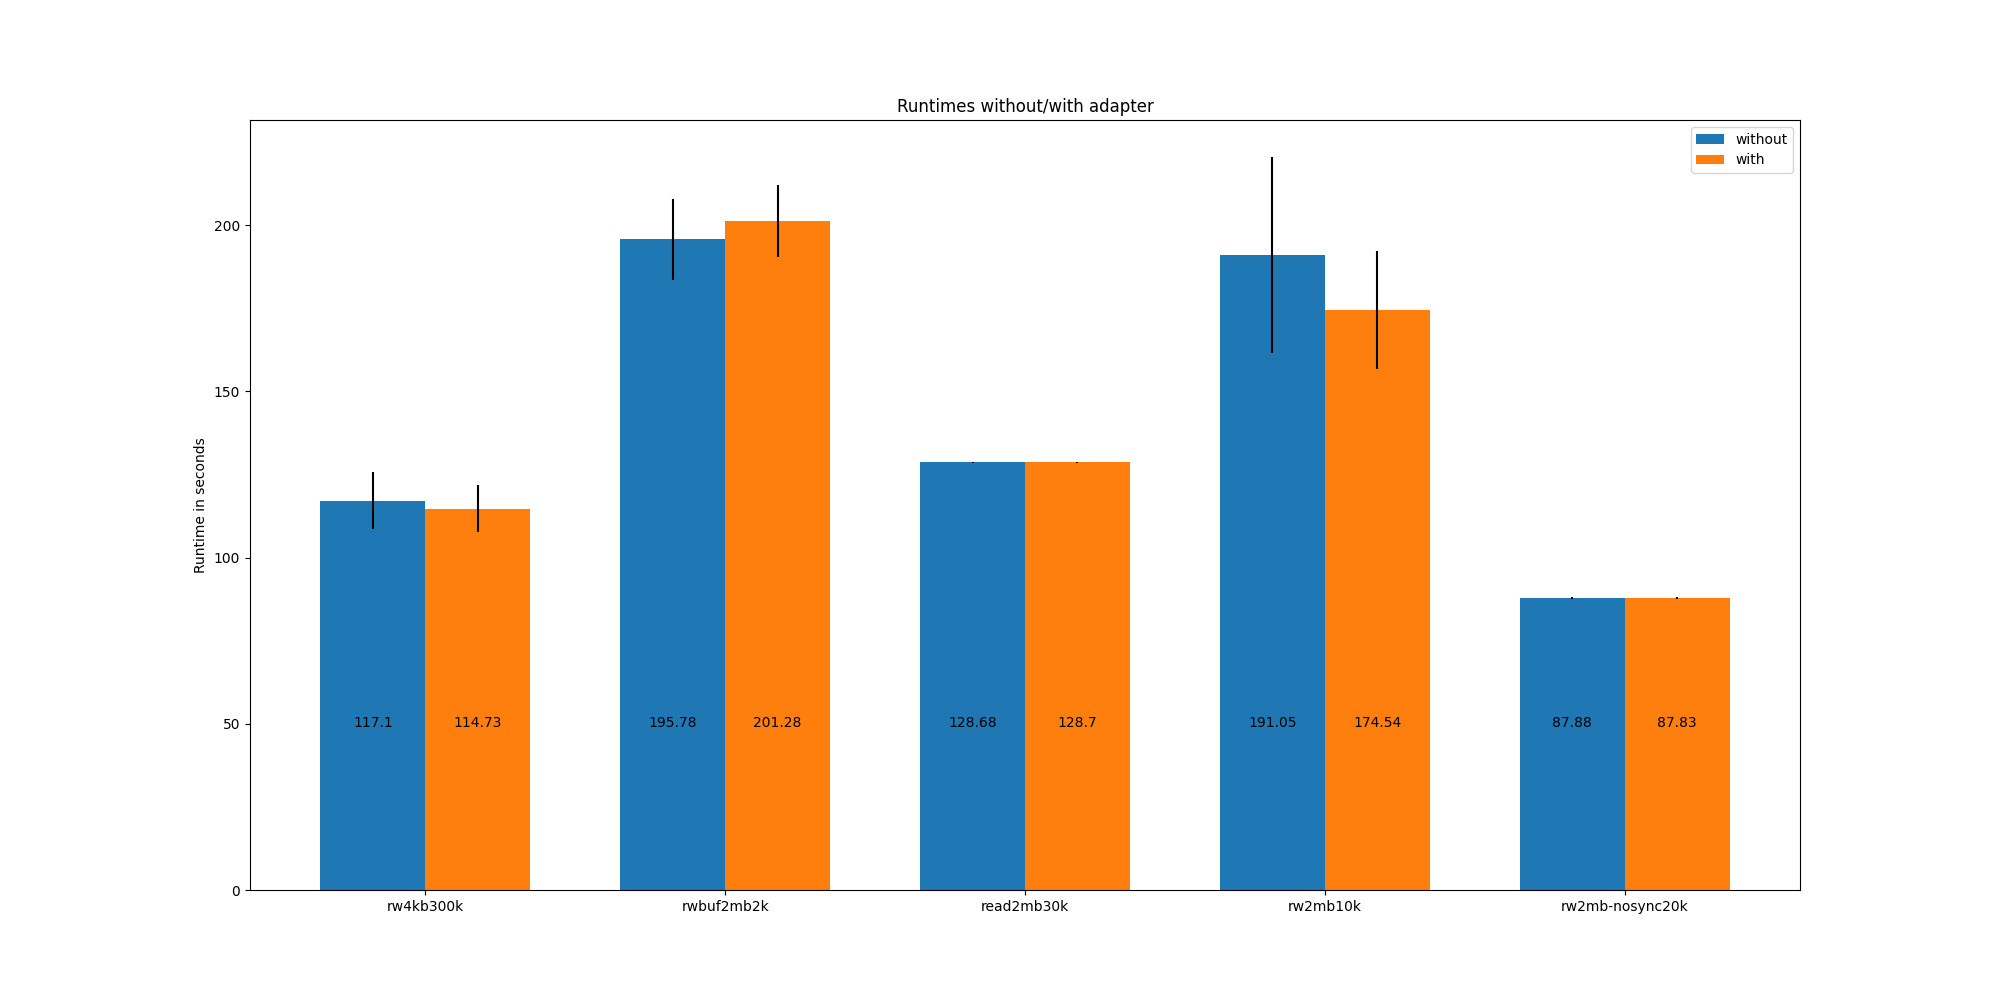 Runtimes without/with adapter
without
with
Runtime in seconds
200
150
100
50
0
117.1
114.73
195.78
201.28
128.68
128.7
191.05
174.54
87.88
87.83
rw4kb300k
rwbuf2mb2k
read2mb30k
rw2mb10k
rw2mb-nosync20k